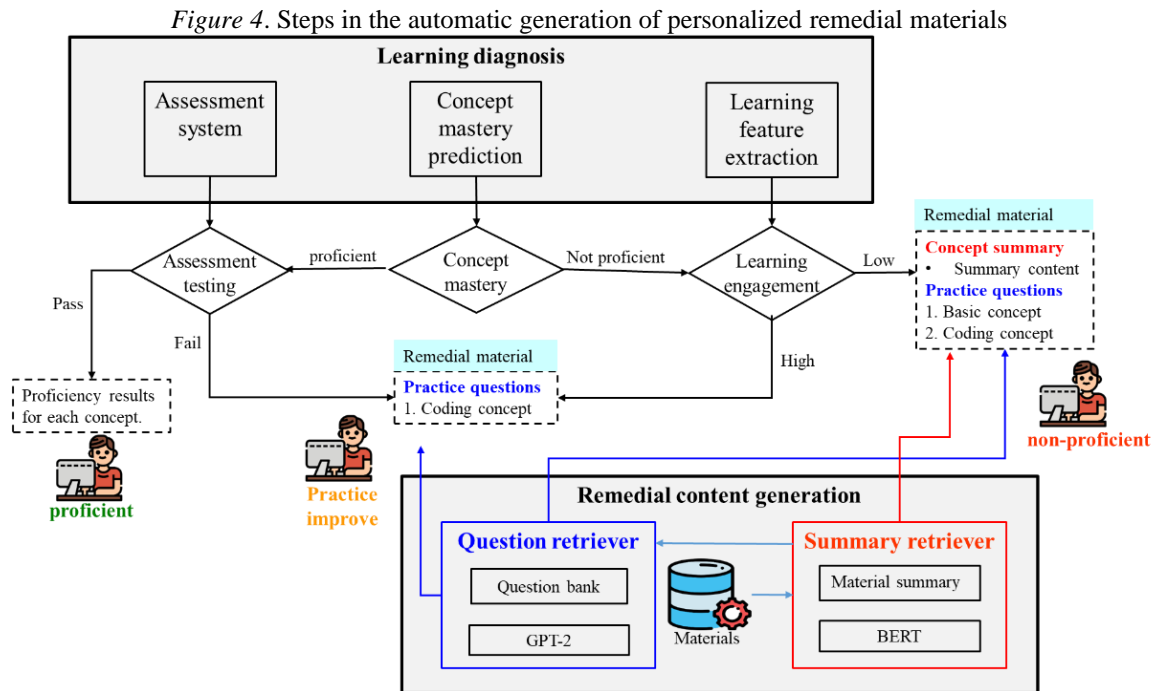 Figure 4. Steps in the automatic generation of personalized remedial materials
Learning diagnosis
Assessment
system
Concept
mastery
prediction
Learning
feature
extraction
Assessment
testing
proficient
Concept
mastery
Not proficient
Learning
engagement
Low
Remedial material
Concept summary
• Summary content
Practice questions
1. Basic concept
2. Coding concept
Pass
Fail
High
Remedial material
Practice questions
1. Coding concept
Proficiency results
for each concept.
proficient
Practice
improve
non-proficient
Remedial content generation
Question retriever
Question bank
GPT-2
Materials
Summary retriever
Material summary
BERT